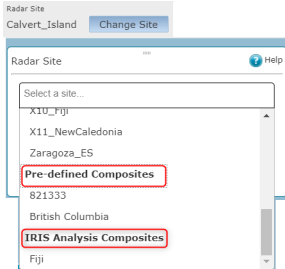 Radar Site
Calvert_Island Change Site
Radar Site Help
Select a site...
X10_Fiji
X11_NewCaledonia
Zaragoza_ES
Pre-defined Composites
821333
British Columbia
IRIS Analysis Composites
Fiji